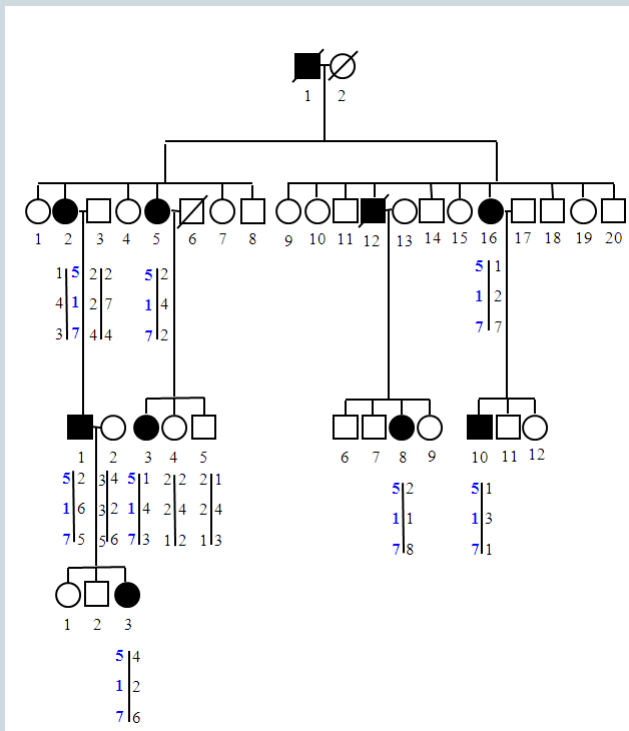 1 2
1 2 3 4 5 6 7 8 9 10 11 12 13 14 15 16 17 18 19 20
1 5 2 2 5 2 5 1
4 1 2 7 1 4 1 2
3 7 4 4 7 2 7 7
1 2 3 4 5 6 7 8 9 10 11 12
5 2 3 4 5 1 2 2 2 1 5 2 5 1
1 6 3 2 1 4 2 4 2 4 1 1 1 3
7 5 5 6 7 3 1 2 1 3 7 8 7 1
1 2 3
5 4
1 2
7 6